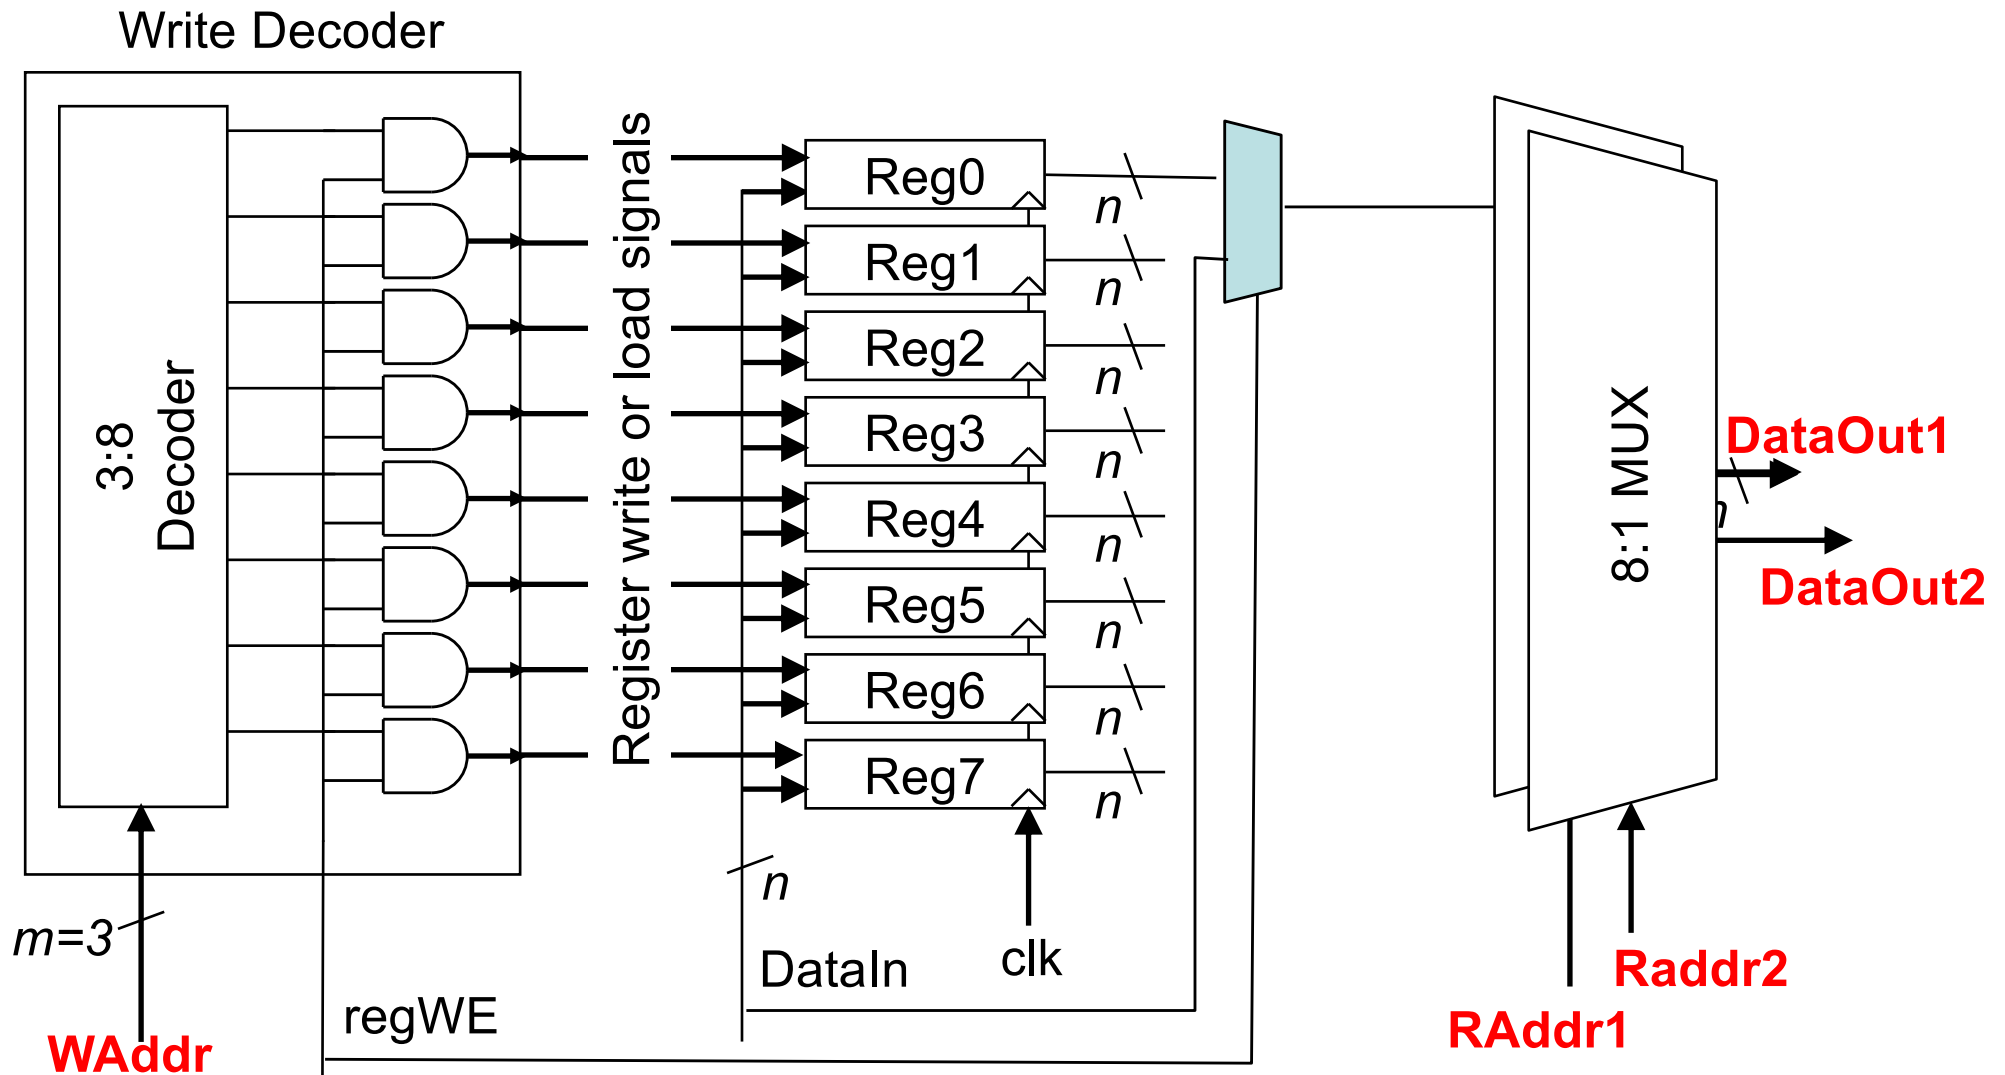 Write Decoder
3:8
Decoder
Register write or load signals
Reg0
n
Reg1
n
Reg2
n
Reg3
n
Reg4
n
Reg5
n
Reg6
n
Reg7
n
8:1 MUX
DataOut1
n
DataOut2
n
m=3
DataIn
clk
Raddr2
regWE
RAddr1
WAddr